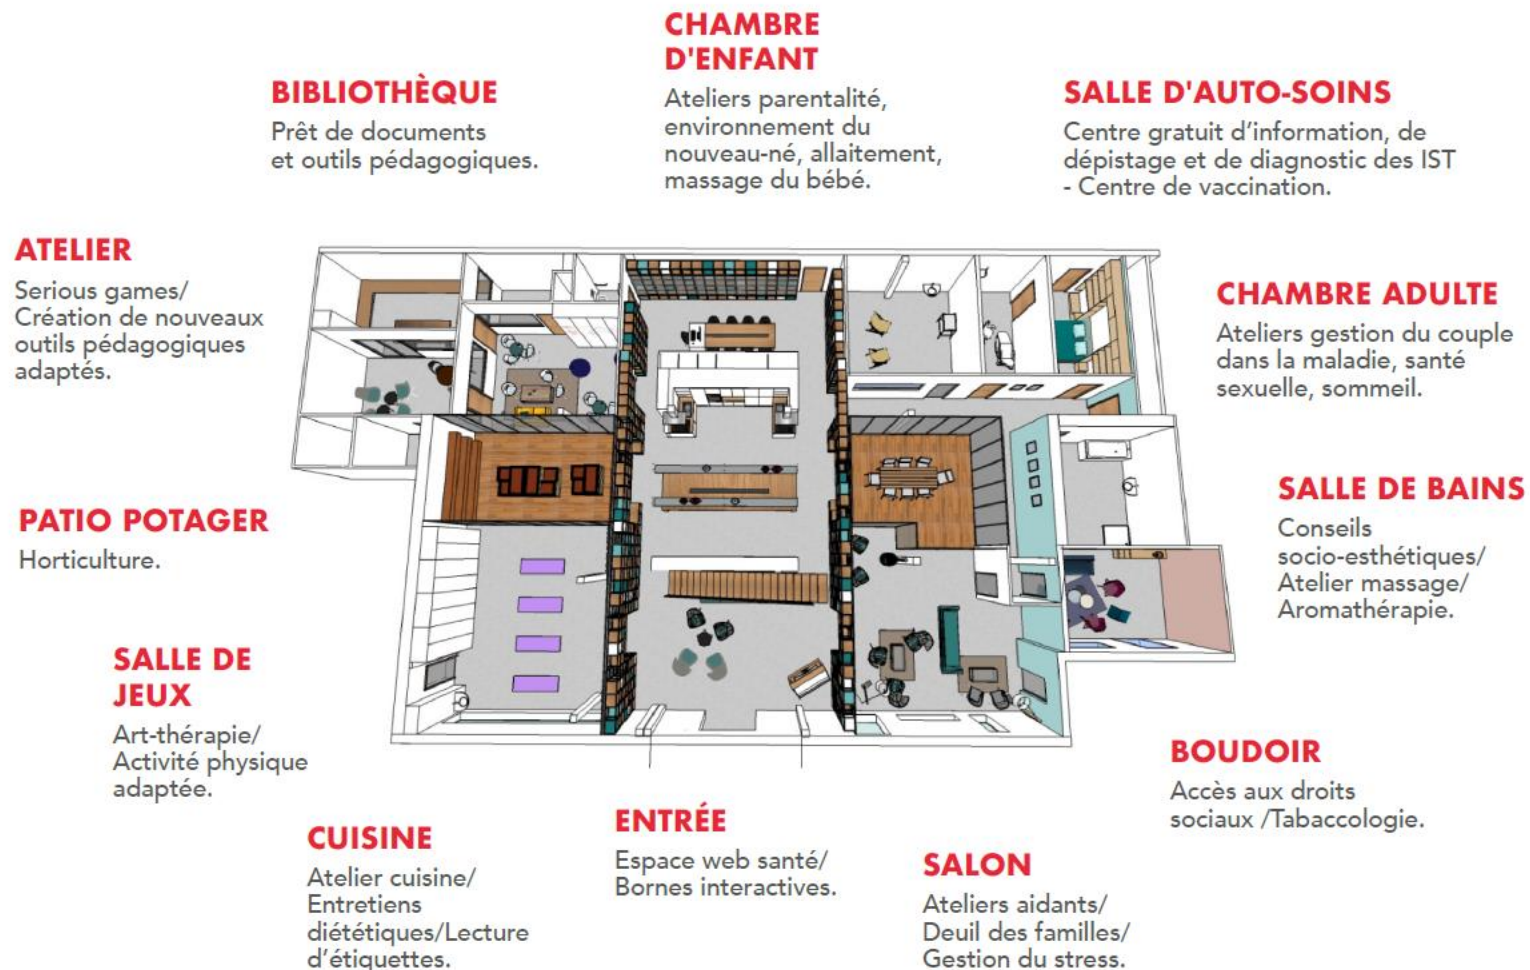 CHAMBRE
D'ENFANT
Ateliers parentalité,
environnement du
nouveau-né, allaitement,
massage du bébé.
BIBLIOTHÈQUE
Prêt de documents
et outils pédagogiques.
SALLE D'AUTO-SOINS
Centre gratuit d’information, de
dépistage et de diagnostic des IST
- Centre de vaccination.
ATELIER
Serious games/
Création de nouveaux
outils pédagogiques
adaptés.
CHAMBRE ADULTE
Ateliers gestion du couple
dans la maladie, santé
sexuelle, sommeil.
PATIO POTAGER
Horticulture.
SALLE DE BAINS
Conseils
socio-esthétiques/
Atelier massage/
Aromathérapie.
SALLE DE
JEUX
Art-thérapie/
Activité physique
adaptée.
BOUDOIR
Accès aux droits
sociaux /Tabaccologie.
CUISINE
Atelier cuisine/
Entretiens
diététiques/Lecture
d’étiquettes.
ENTRÉE
Espace web santé/
Bornes interactives.
SALON
Ateliers aidants/
Deuil des familles/
Gestion du stress.